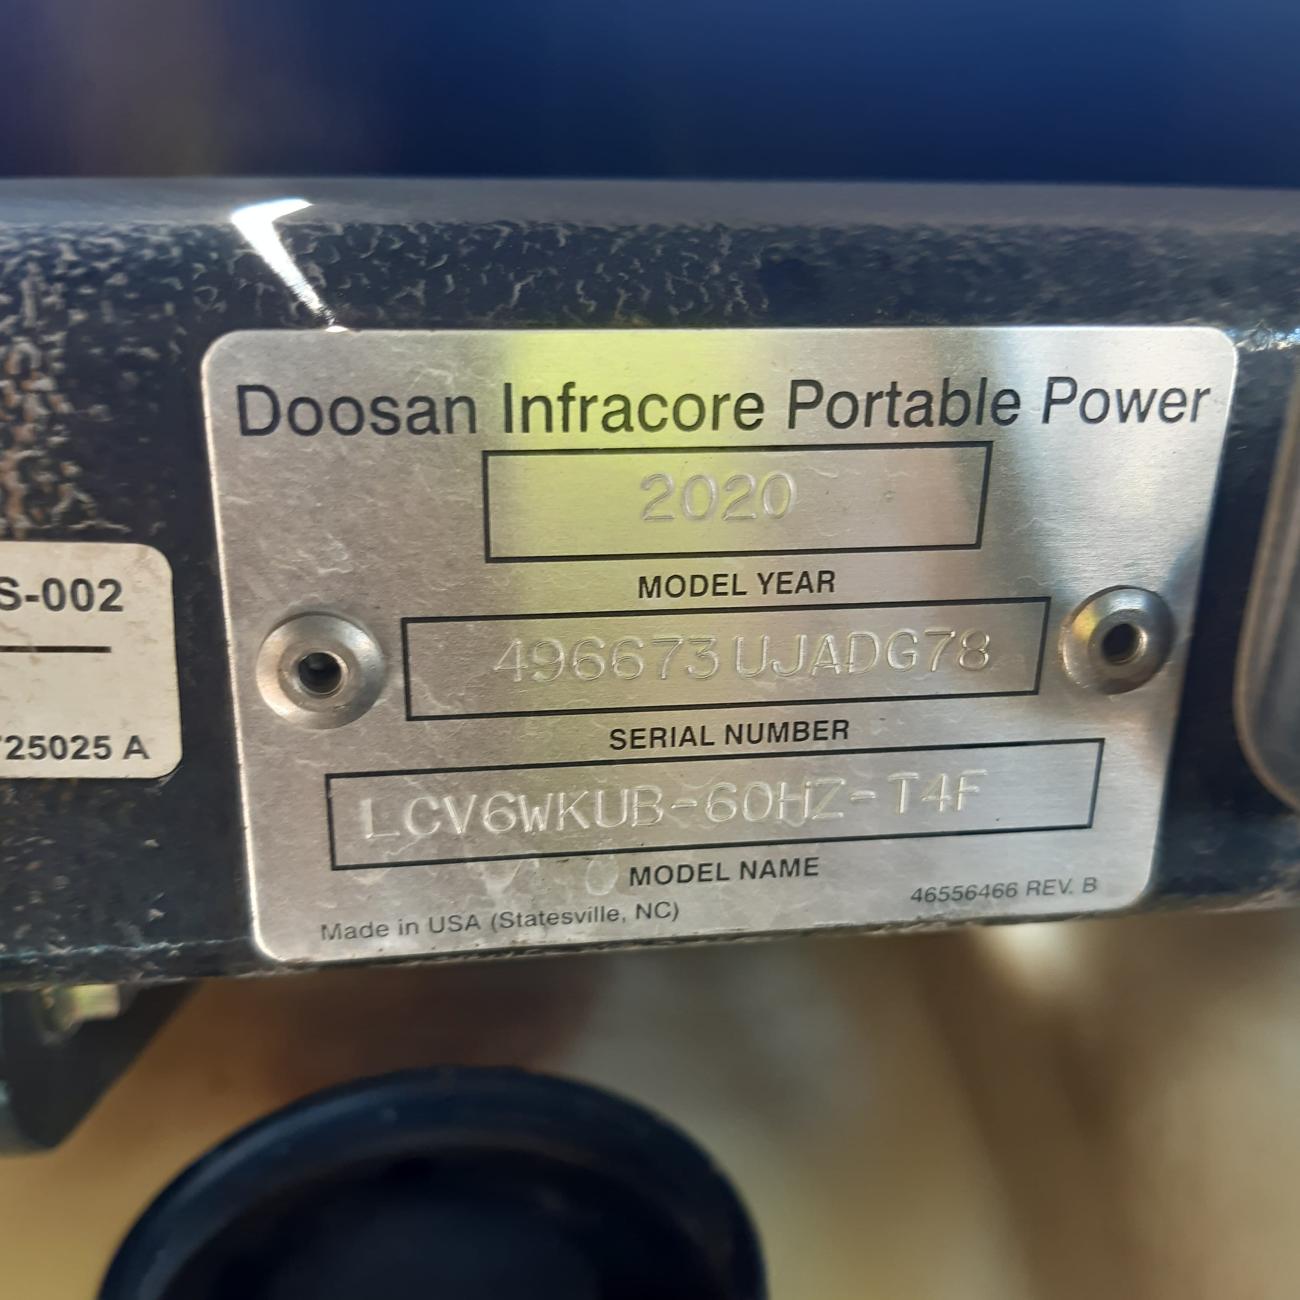 Doosan Infracore Portable Power
2020
MODEL YEAR
496673UJADG78
SERIAL NUMBER
LCV6WKUB-60HZ-T4F
MODEL NAME
Made in USA (Statesville, NC)
46556466 REV. B
S-002
725025 A